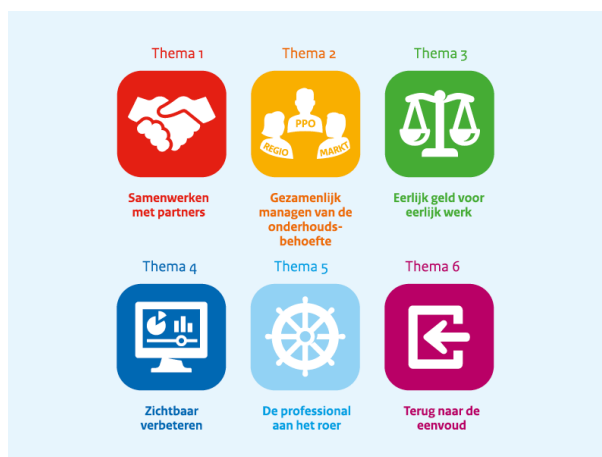 Thema 1
Thema 2
Thema 3
PPO
REGIO
MARKT
Samenwerken
met partners
Gezamenlijk
managen van de
onderhouds-
behoefte
Eerlijk geld voor
eerlijk werk
Thema 4
Thema 5
Thema 6
Zichtbaar
verbeteren
De professional
aan het roer
Terug naar de
eenvoud